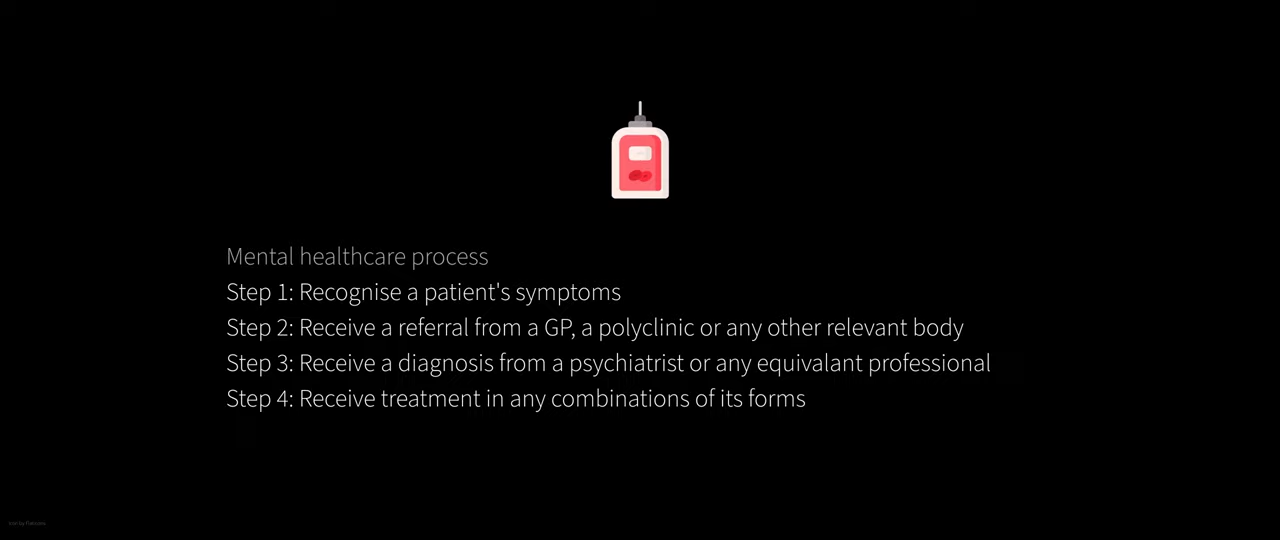 Mental healthcare process
Step 1: Recognise a patient's symptoms
Step 2: Receive a referral from a GP, a polyclinic or any other relevant body
Step 3: Receive a diagnosis from a psychiatrist or any equivalant professional
Step 4: Receive treatment in any combinations of its forms